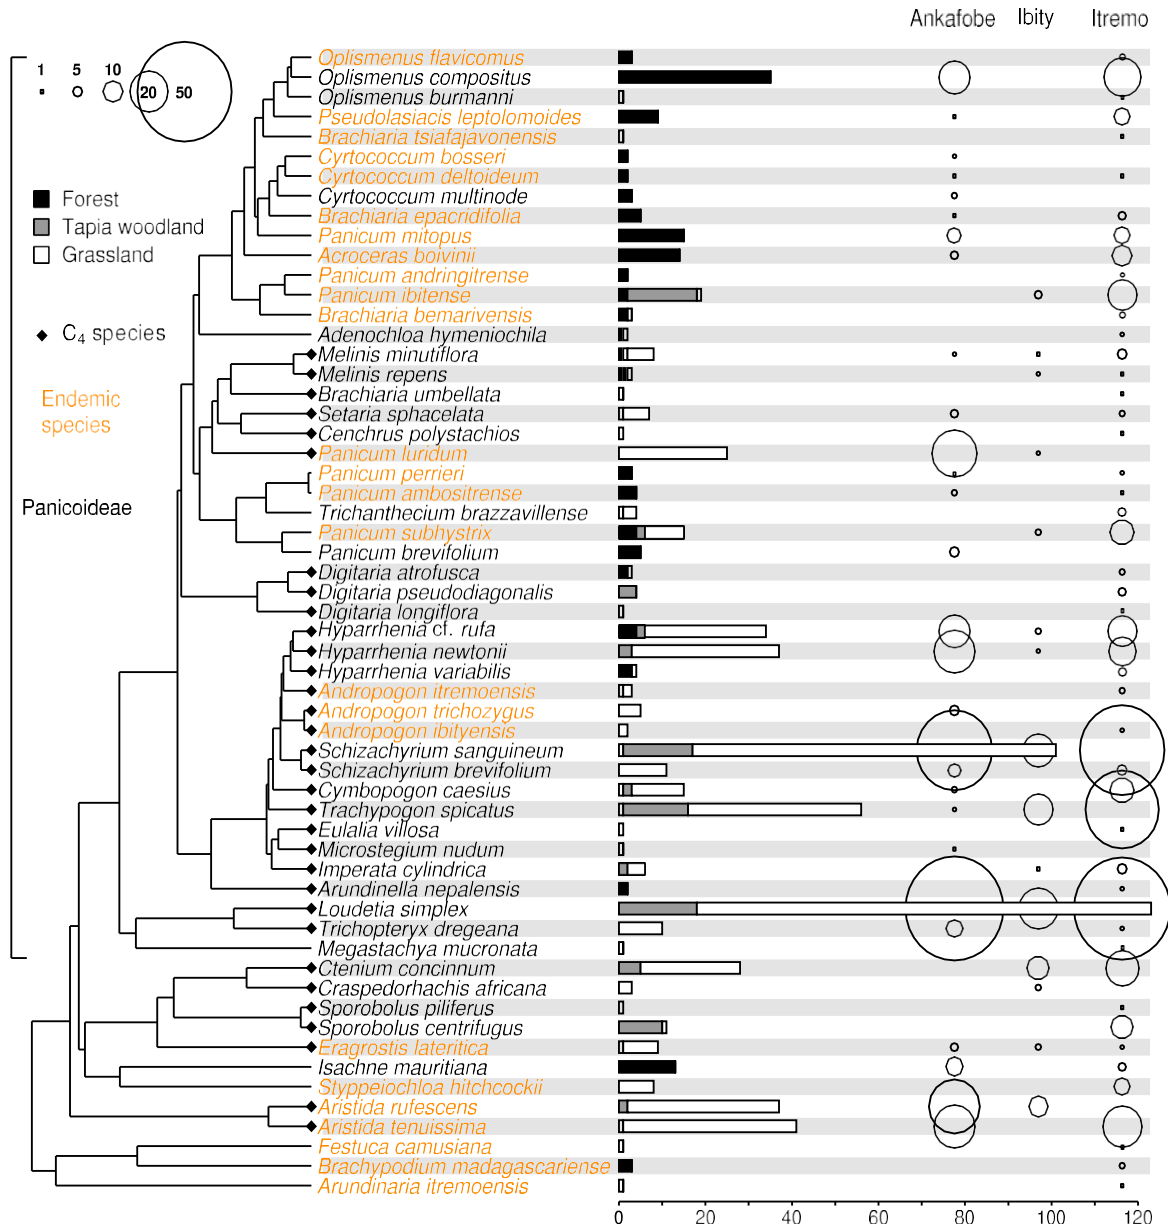 Ankafobe Ibity Itremo
1 5 10 20 50
Forest
Tapia woodland
Grassland
C4 species
Endemic
species
Panicoideae
Oplismenus flavicomus
Oplismenus compositus
Oplismenus burmanni
Pseudolasiacis leptolomoides
Brachiaria tsiafajavonensis
Cyrtococcum bosseri
Cyrtococcum deltoideum
Cyrtococcum multinode
Brachiaria epacridifolia
Panicum mitopus
Acroceras boivinii
Panicum andringitrense
Panicum ibitense
Brachiaria bemarivensis
Adenochloa hymeniochila
Melinis minutiflora
Melinis repens
Brachiaria umbellata
Setaria sphacelata
Cenchrus polystachios
Panicum luridum
Panicum perrieri
Panicum ambositrense
Trichanthecium brazzavillense
Panicum subhystrix
Panicum brevifolium
Digitaria atrofusca
Digitaria pseudodiagonalis
Digitaria longiflora
Hyparrhenia cf. rufa
Hyparrhenia newtonii
Hyparrhenia variabilis
Andropogon itremoensis
Andropogon trichozygus
Andropogon ibityensis
Schizachyrium sanguineum
Schizachyrium brevifolium
Cymbopogon caesius
Trachypogon spicatus
Eulalia villosa
Microstegium nudum
Imperata cylindrica
Arundinella nepalensis
Loudetia simplex
Trichopteryx dregeana
Megastachya mucronata
Ctenium concinnum
Craspedorhachis africana
Sporobolus piliferus
Sporobolus centrifugus
Eragrostis lateritica
Isachne mauritiana
Styppeiochloa hitchcockii
Aristida rufescens
Aristida tenuissima
Festuca camusiana
Brachypodium madagascariense
Arundinaria itremoensis
0 20 40 60 80 100 120